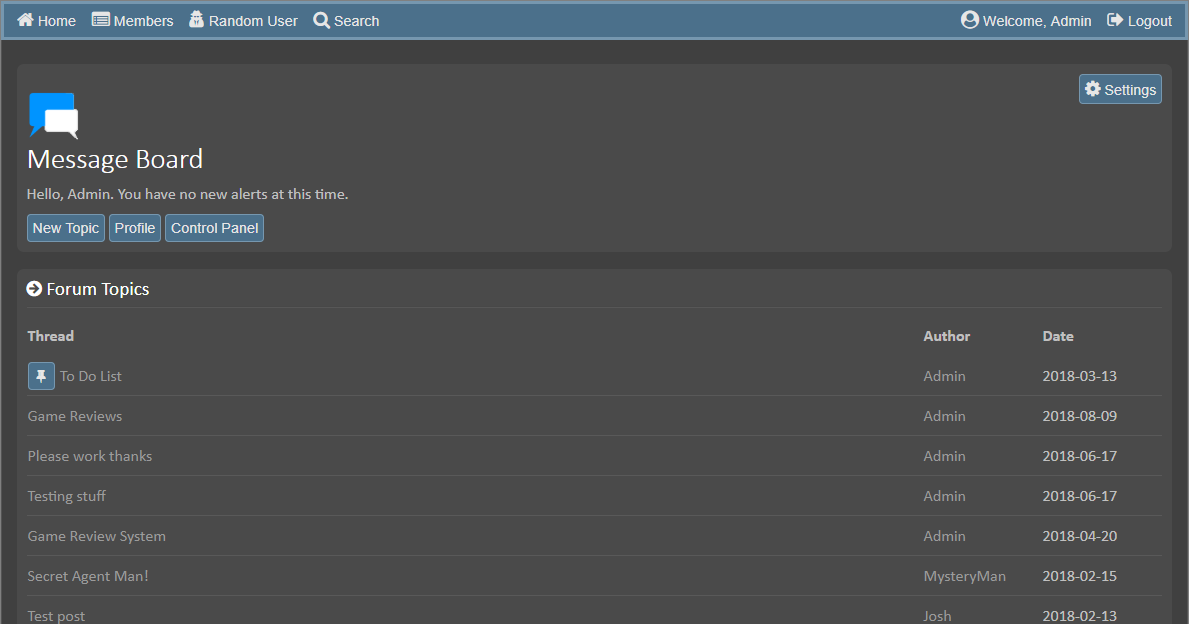 Home Members Random User Search Welcome, Admin Logout
Settings
Message Board
Hello, Admin. You have no new alerts at this time.
New Topic Profile Control Panel
Forum Topics
Thread Author Date
To Do List Admin 2018-03-13
Game Reviews Admin 2018-08-09
Please work thanks Admin 2018-06-17
Testing stuff Admin 2018-06-17
Game Review System Admin 2018-04-20
Secret Agent Man! MysteryMan 2018-02-15
Test post Josh 2018-02-13